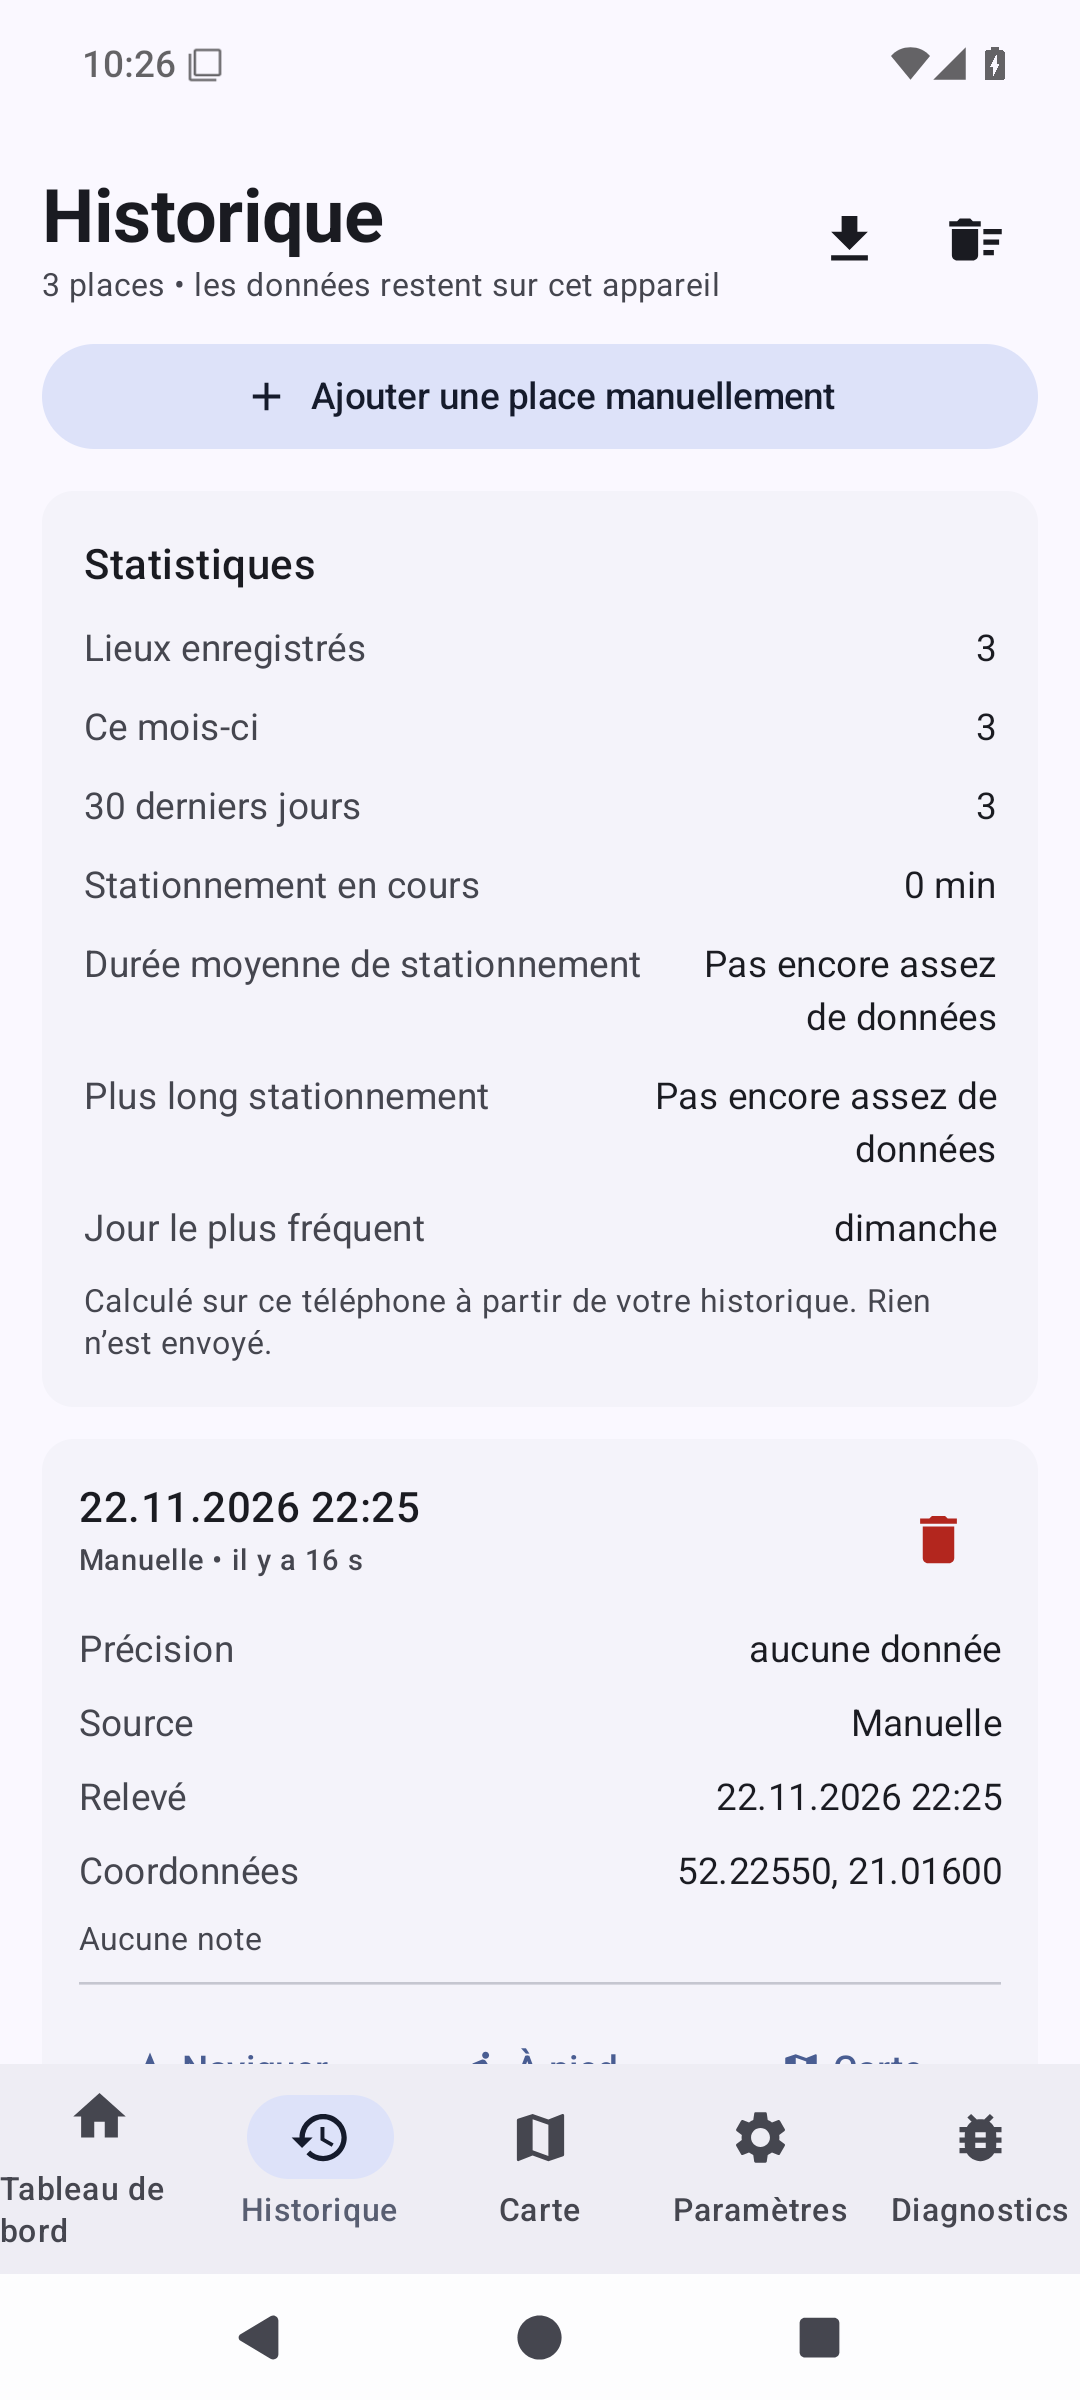 10:26
Historique
3 places • les données restent sur cet appareil
Ajouter une place manuellement
Statistiques
Lieux enregistrés 3
Ce mois-ci 3
30 derniers jours 3
Stationnement en cours 0 min
Durée moyenne de stationnement Pas encore assez
de données
Plus long stationnement Pas encore assez de
données
Jour le plus fréquent dimanche
Calculé sur ce téléphone à partir de votre historique. Rien
n’est envoyé.
22.11.2026 22:25
Manuelle • il y a 16 s
Précision aucune donnée
Source Manuelle
Relevé 22.11.2026 22:25
Coordonnées 52.22550, 21.01600
Aucune note
Naviguer À pied Carte
Tableau de
bord
Historique
Carte
Paramètres
Diagnostics